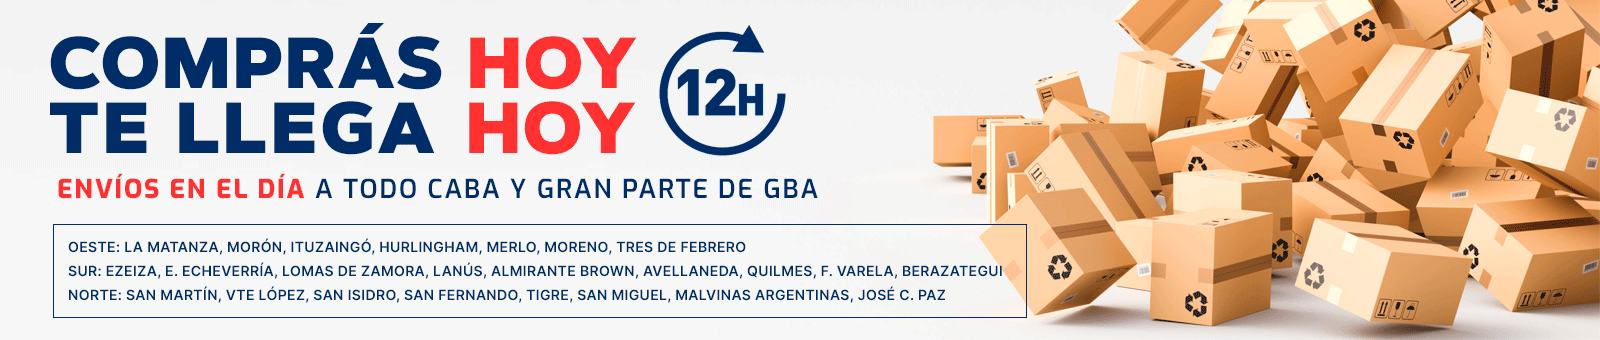 COMPRÁS HOY
TE LLEGA HOY
12H
ENVÍOS EN EL DÍA A TODO CABA Y GRAN PARTE DE GBA
OESTE: LA MATANZA, MORÓN, ITUZAINGÓ, HURLINGHAM, MERLO, MORENO, TRES DE FEBRERO
SUR: EZEIZA, E. ECHEVERRÍA, LOMAS DE ZAMORA, LANÚS, ALMIRANTE BROWN, AVELLANEDA, QUILMES, F. VARELA, BERAZATEGUI
NORTE: SAN MARTÍN, VTE LÓPEZ, SAN ISIDRO, SAN FERNANDO, TIGRE, SAN MIGUEL, MALVINAS ARGENTINAS, JOSÉ C. PAZ